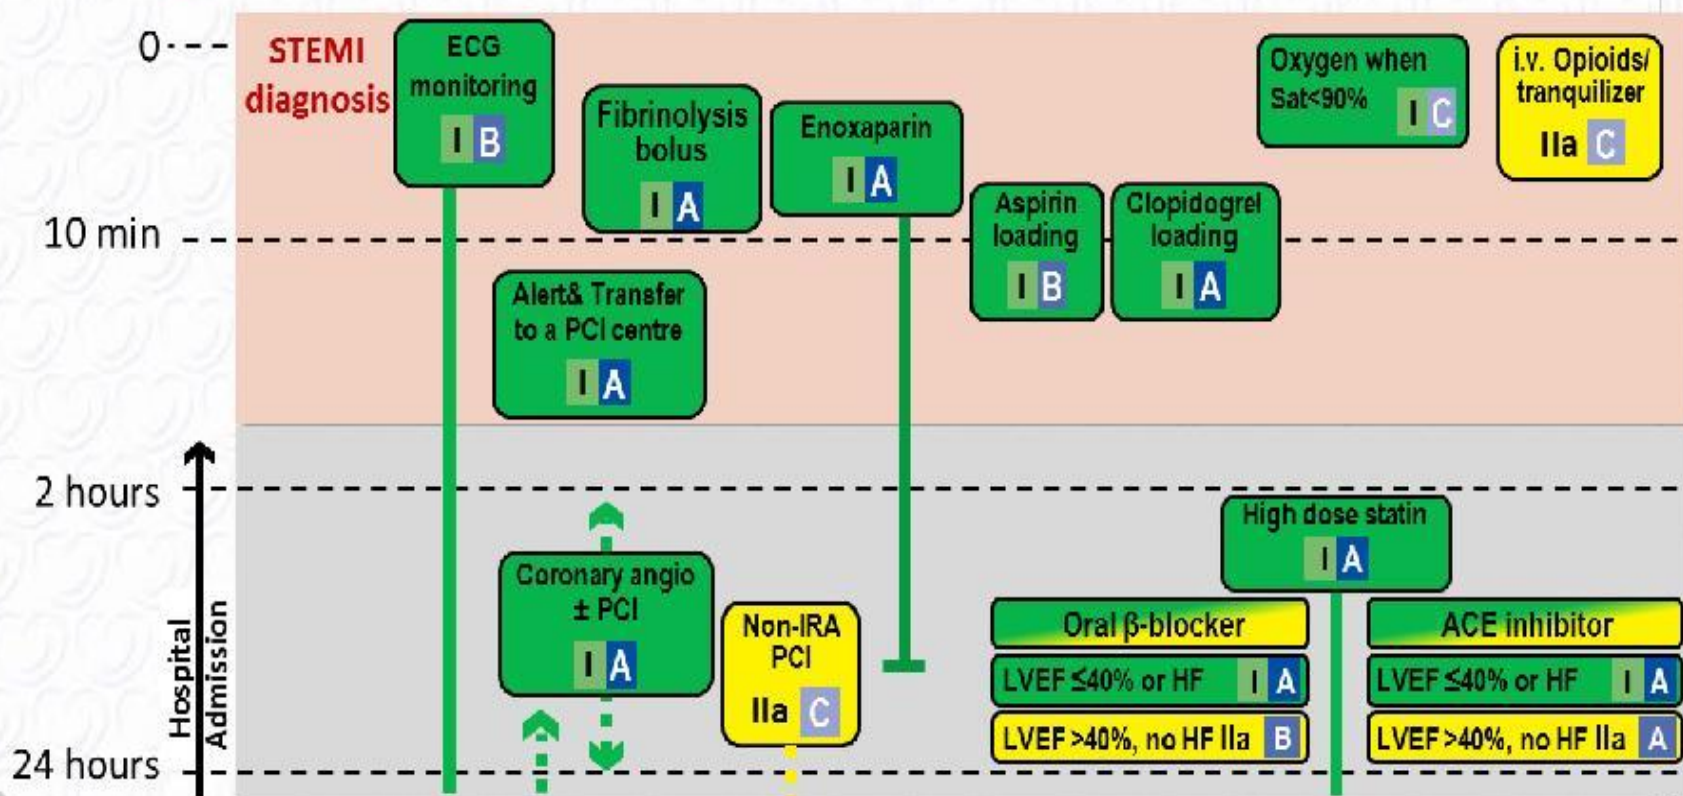 0
STEMI
diagnosis
ECG
monitoring
I B
Fibrinolysis
bolus
I A
Enoxaparin
I A
Oxygen when
Sat<90%
I C
i.v. Opioids/
tranquilizer
IIa C
10 min
Aspirin
loading
I B
Clopidogrel
loading
I A
Alert& Transfer
to a PCI centre
I A
2 hours
Hospital
Admission
High dose statin
I A
Coronary angio
± PCI
I A
Non-IRA
PCI
IIa C
Oral β-blocker
LVEF ≤40% or HF I A
LVEF >40%, no HF IIa B
ACE inhibitor
LVEF ≤40% or HF I A
LVEF >40%, no HF IIa A
24 hours